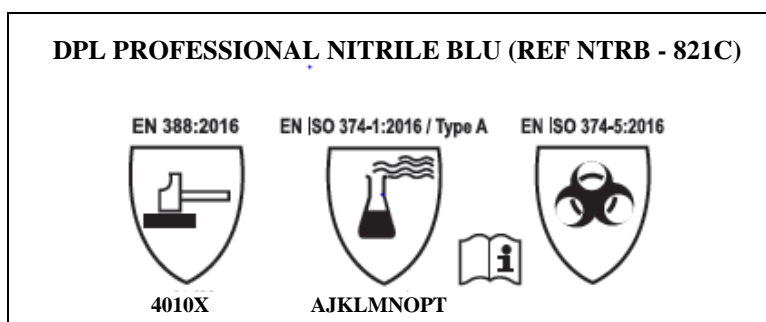 DPL PROFESSIONAL NITRILE BLU (REF NTRB - 821C)
EN 388:2016 EN ISO 374-1:2016 / Type A EN ISO 374-5:2016
i
4010X AJKLMNOPT